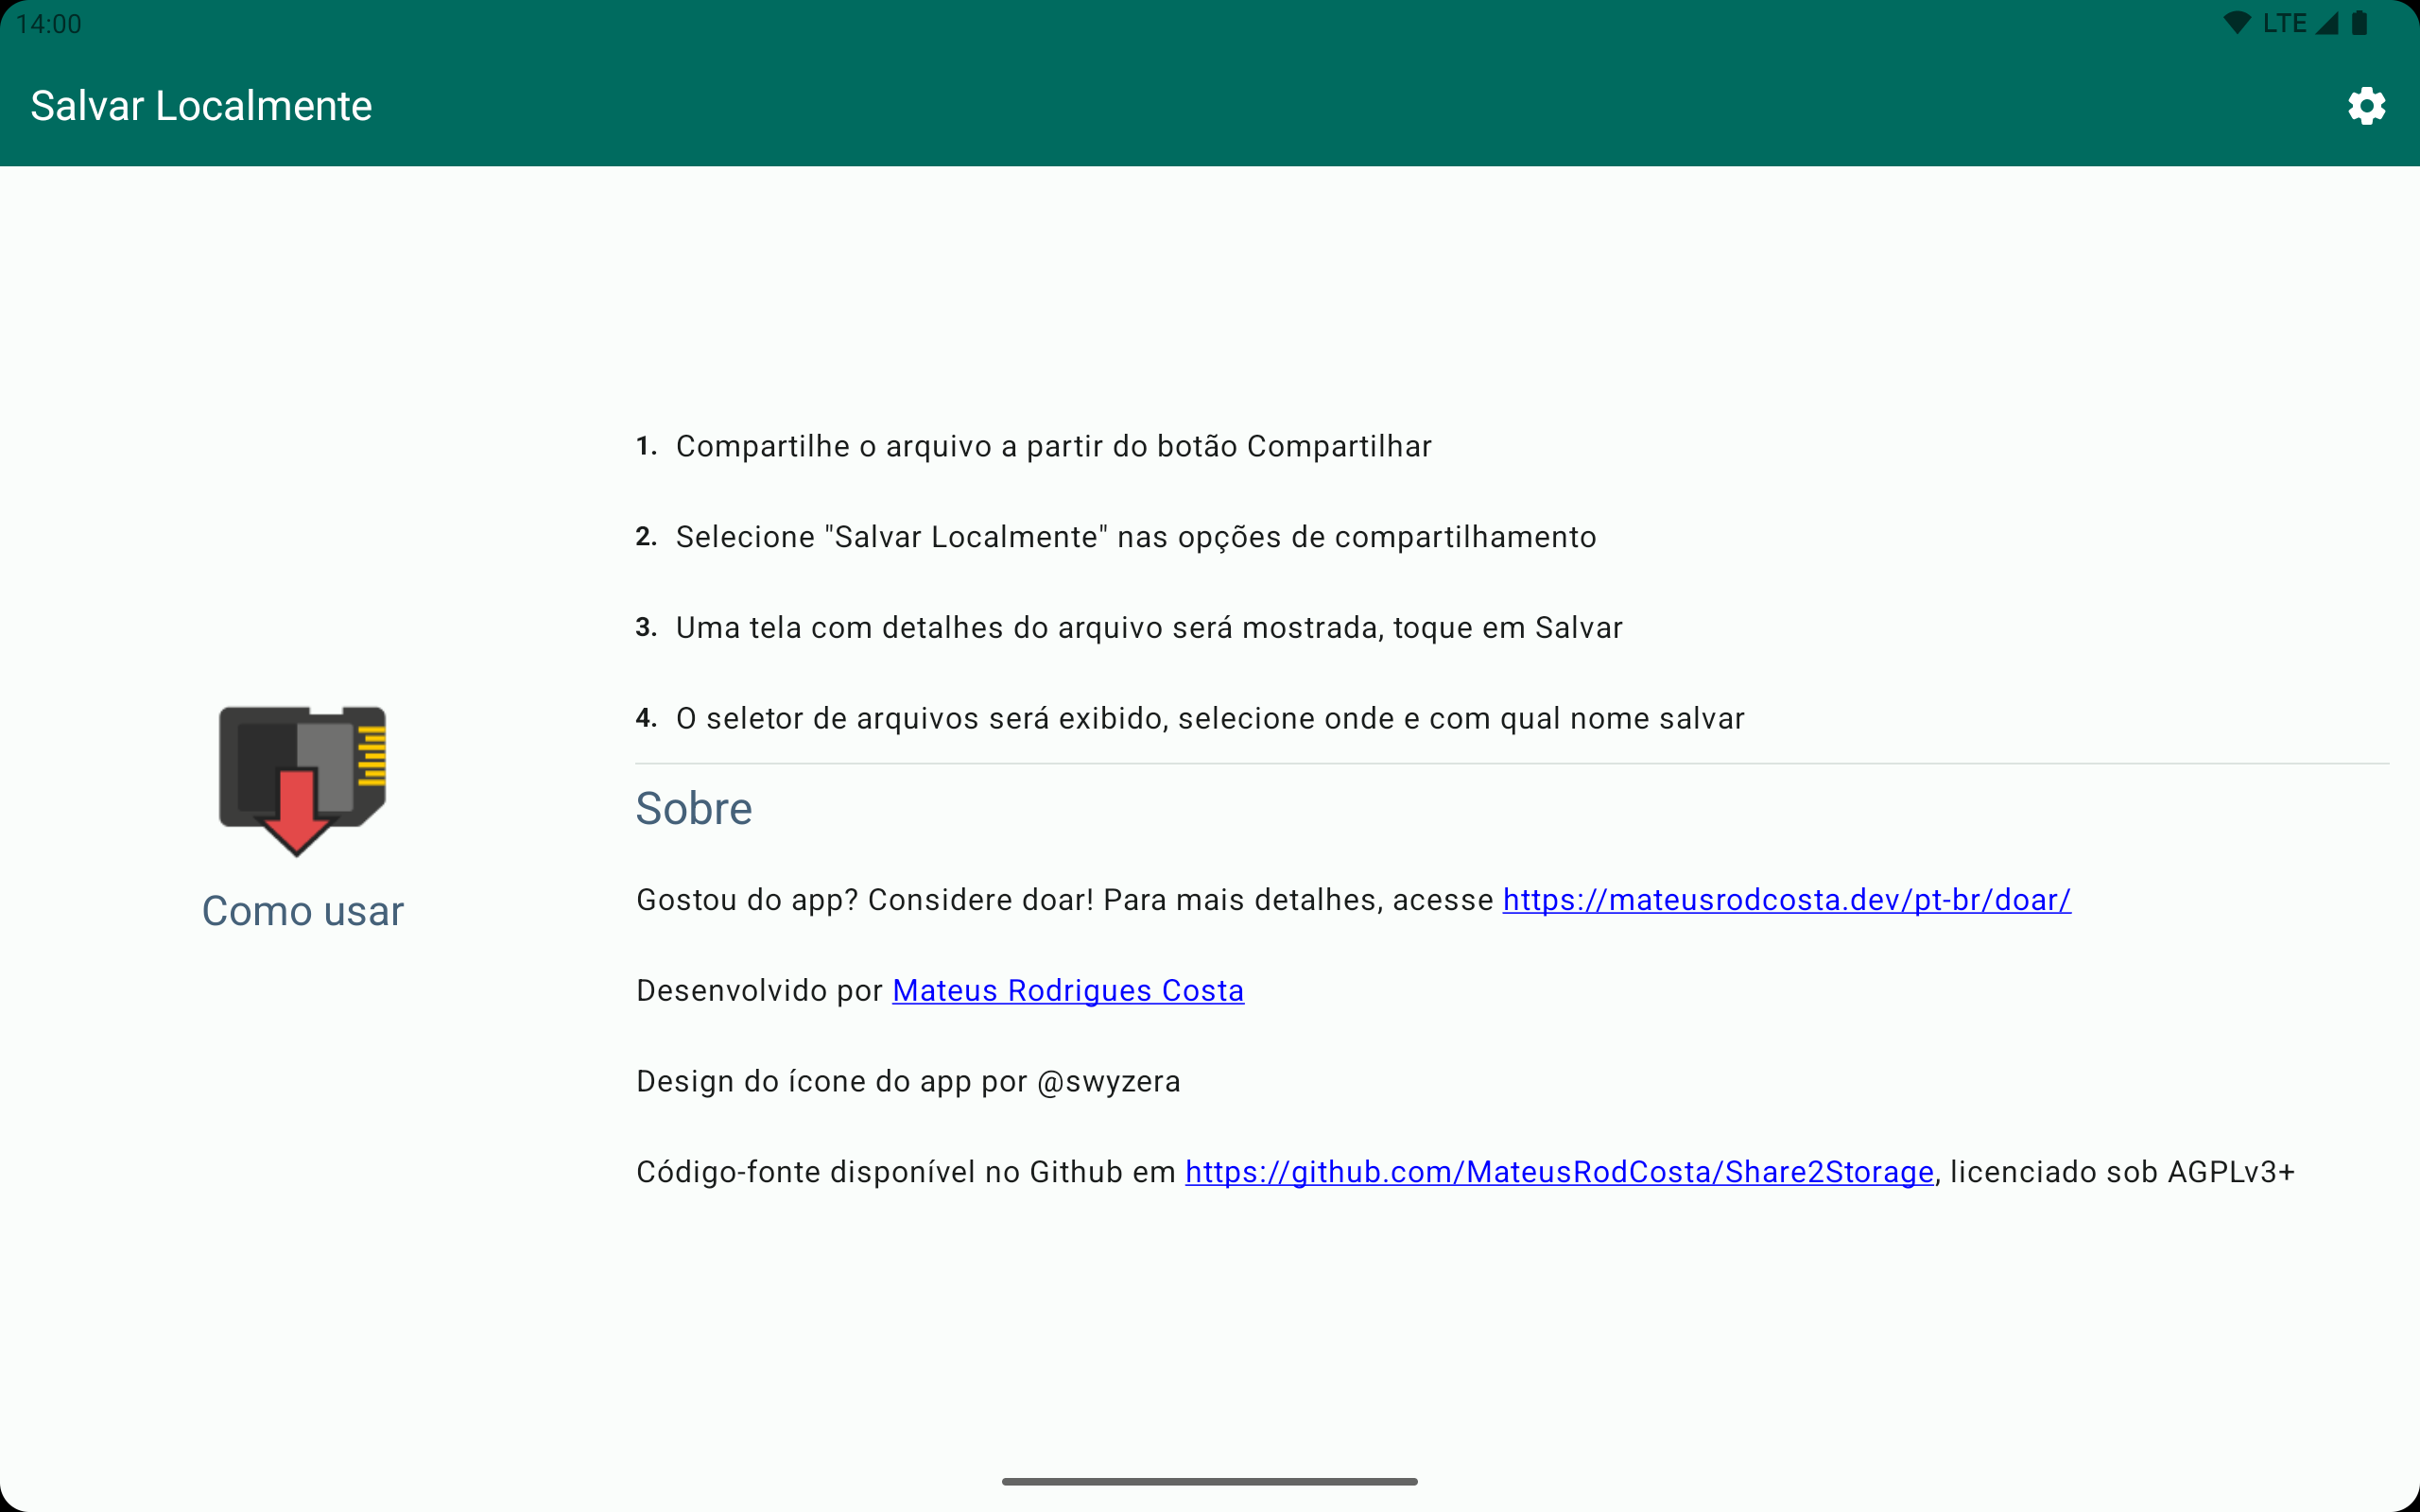 14:00
LTE
Salvar Localmente
1. Compartilhe o arquivo a partir do botão Compartilhar
2. Selecione "Salvar Localmente" nas opções de compartilhamento
3. Uma tela com detalhes do arquivo será mostrada, toque em Salvar
4. O seletor de arquivos será exibido, selecione onde e com qual nome salvar
Como usar
Sobre
Gostou do app? Considere doar! Para mais detalhes, acesse https://mateusrodcosta.dev/pt-br/doar/
Desenvolvido por Mateus Rodrigues Costa
Design do ícone do app por @swyzera
Código-fonte disponível no Github em https://github.com/MateusRodCosta/Share2Storage, licenciado sob AGPLv3+